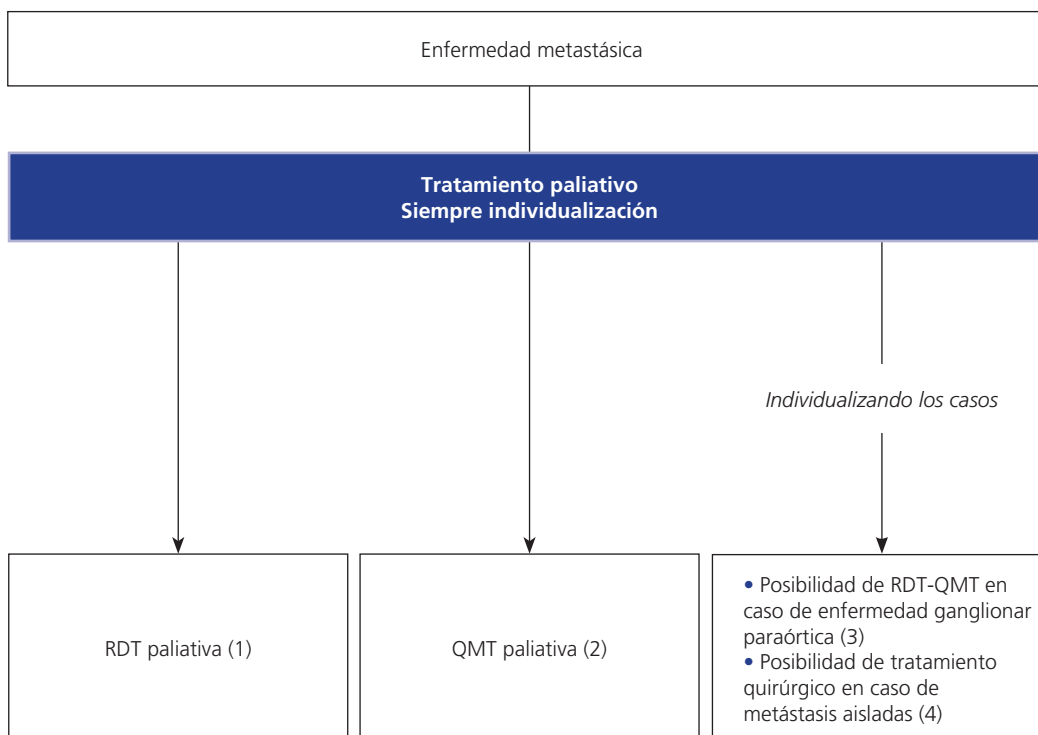 Enfermedad metastásica
Tratamiento paliativo
Siempre individualización
Individualizando los casos
RDT paliativa (1)
QMT paliativa (2)
• Posibilidad de RDT-QMT en
caso de enfermedad ganglionar
paraórtica (3)
• Posibilidad de tratamiento
quirúrgico en caso de
metástasis aisladas (4)